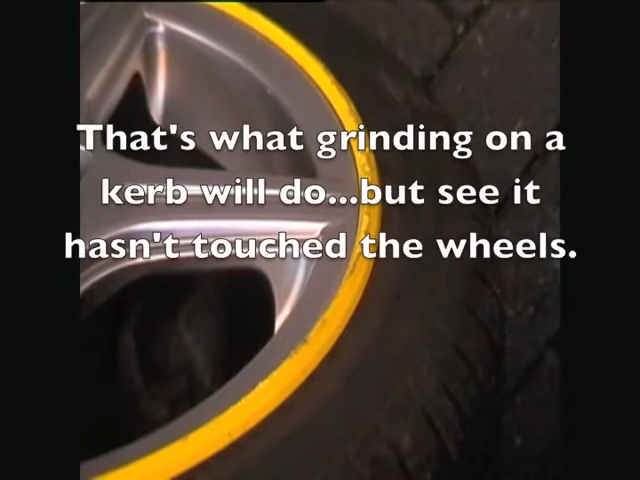 That's what grinding on a
kerb will do...but see it
hasn't touched the wheels.